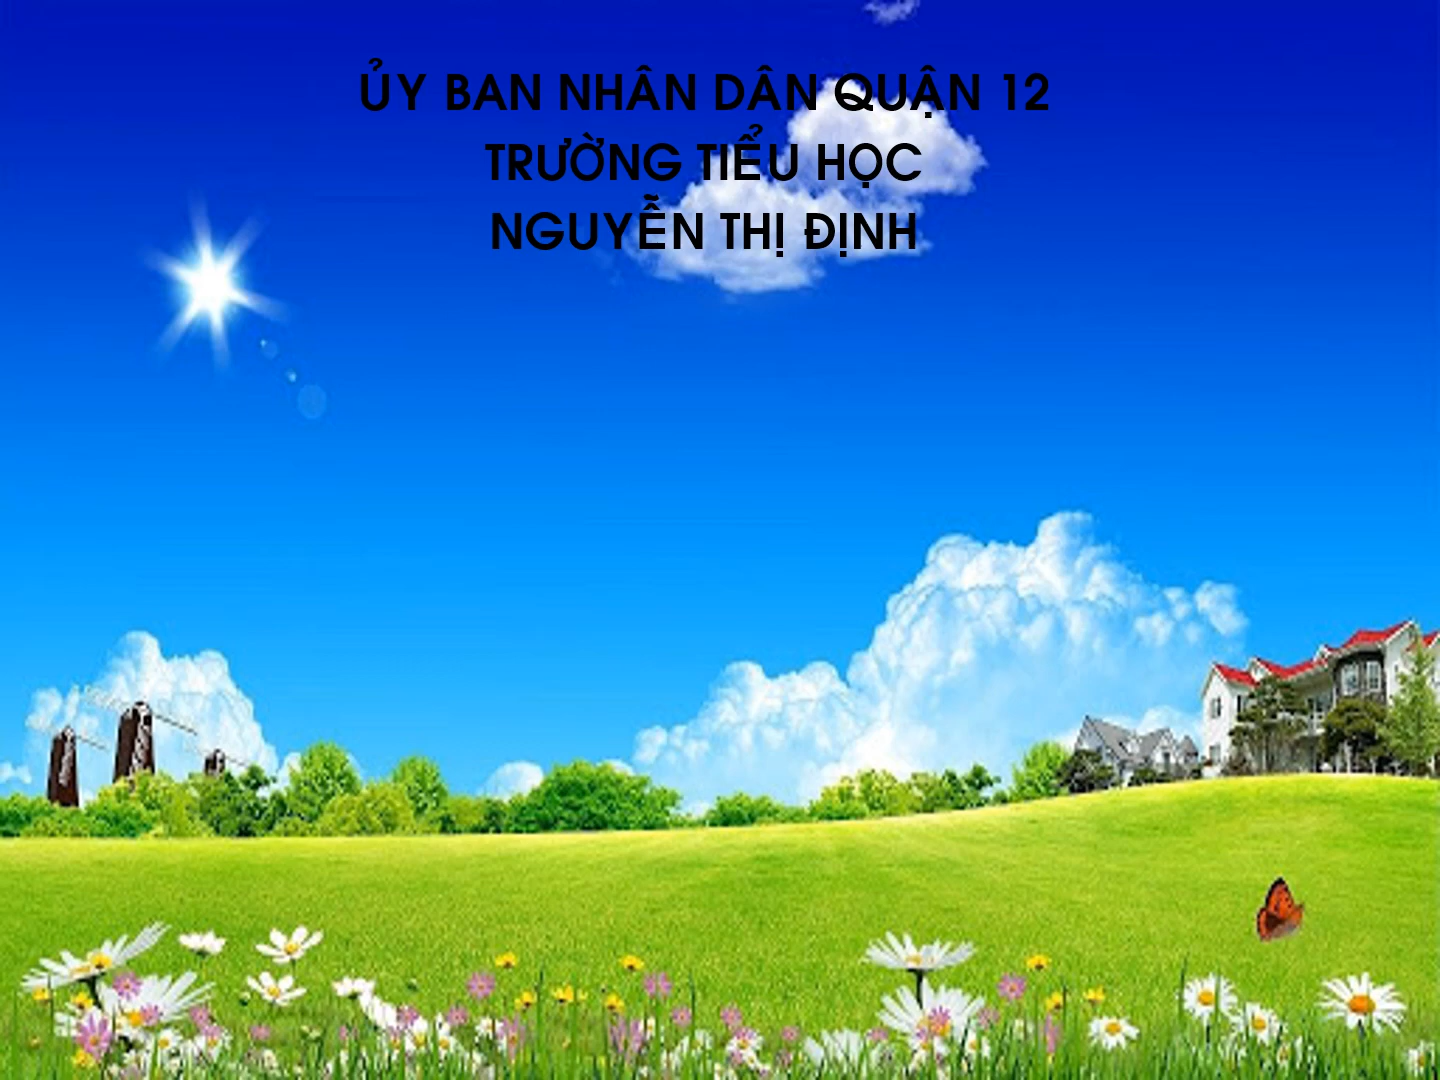 ỦY BAN NHÂN DÂN QUẬN 12
TRƯỜNG TIỂU HỌC
NGUYỄN THỊ ĐỊNH